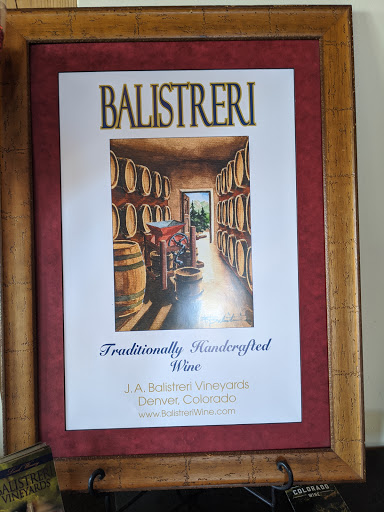 BALISTRERI
Traditionally Handcrafted
Wine
J.A. Balistreri Vineyards
Denver, Colorado
www.BalistreriWine.com
BALISTRERI
VINEYARDS
COLORADO
WINE